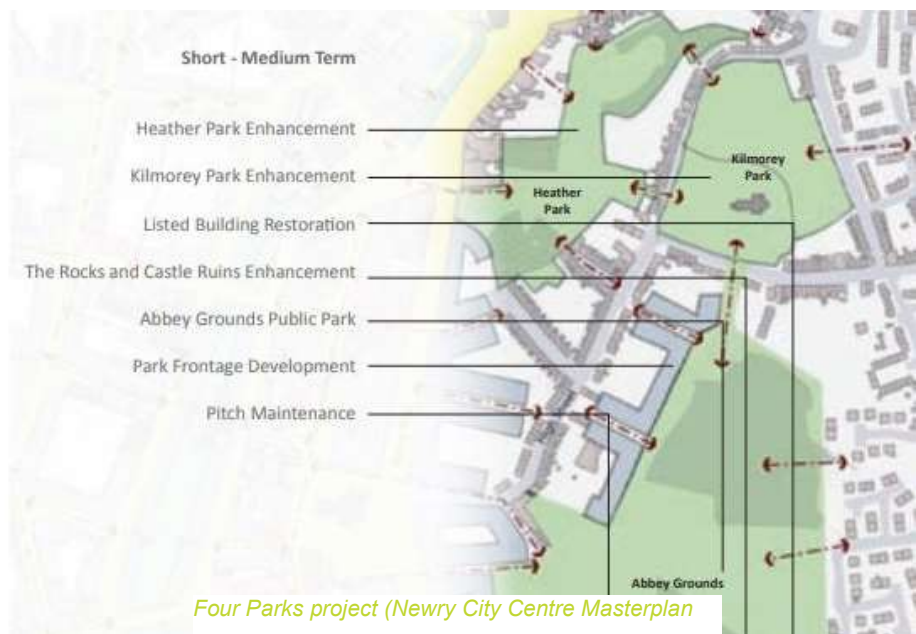 Short - Medium Term
Heather Park Enhancement
Kilmorey Park Enhancement
Listed Building Restoration
The Rocks and Castle Ruins Enhancement
Abbey Grounds Public Park
Park Frontage Development
Pitch Maintenance
Kilmorey
Park
Heather
Park
Abbey Grounds
Four Parks project (Newry City Centre Masterplan